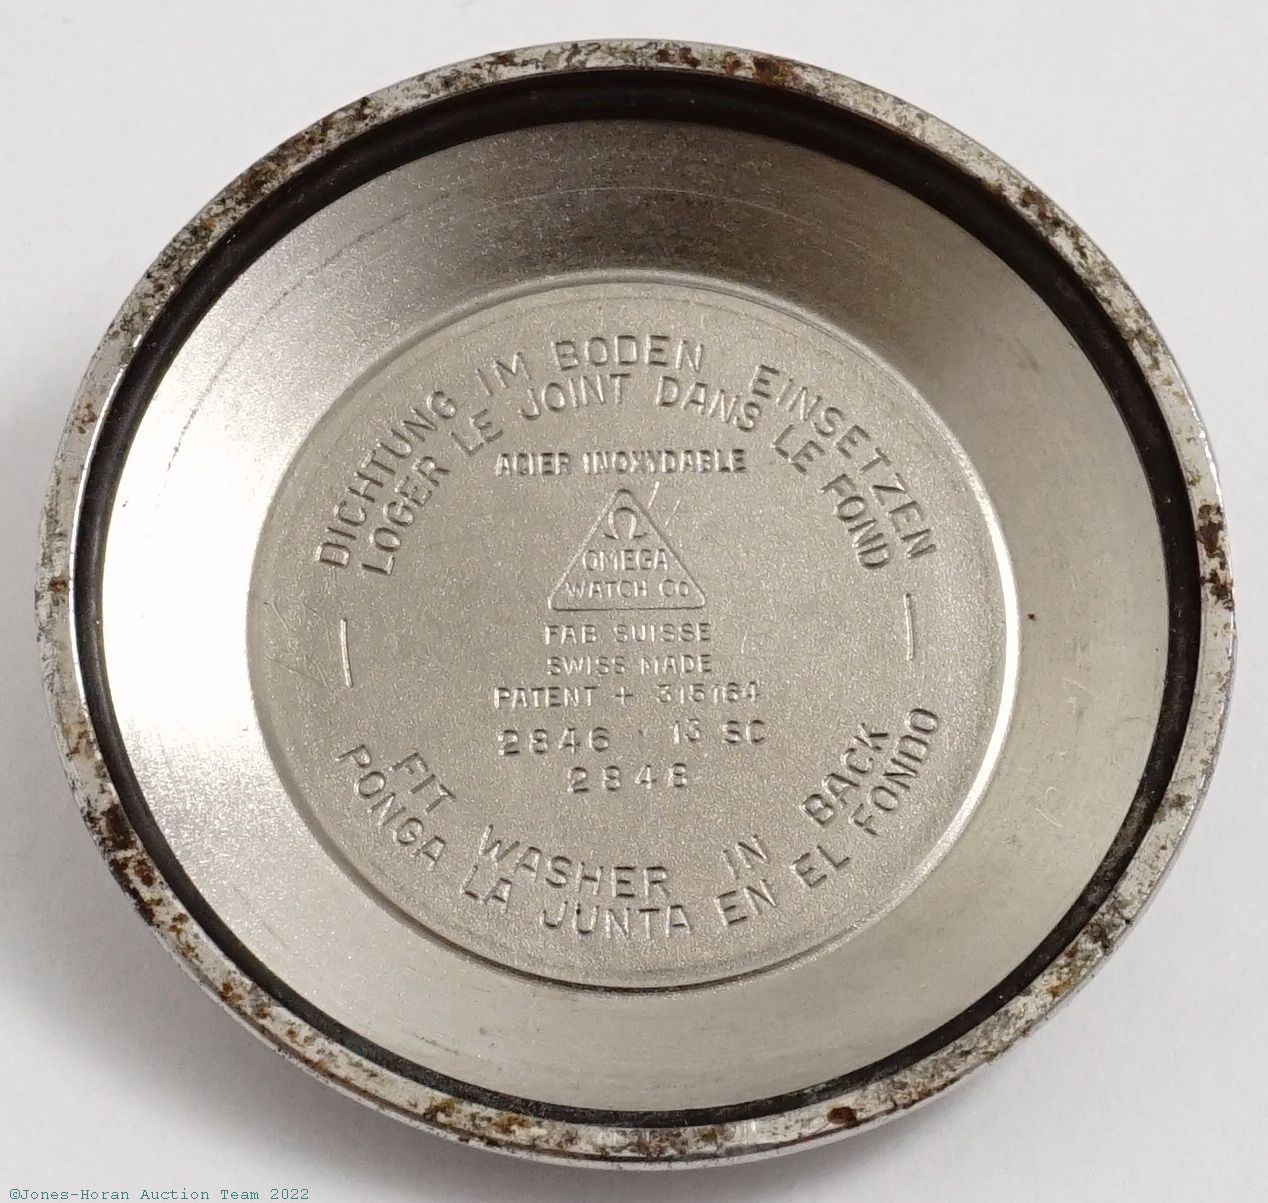 DICHTUNG IM BODEN EINSETZEN
LOGER LE JOINT DANS LE FOND
ACIER INOXYDABLE
Ω
OMEGA
WATCH CO
FAB SUISSE
SWISS MADE
PATENT + 315764
2846 · 13 SC
2848
FIT WASHER IN BACK
PONGA LA JUNTA EN EL FONDO
©Jones-Horan Auction Team 2022